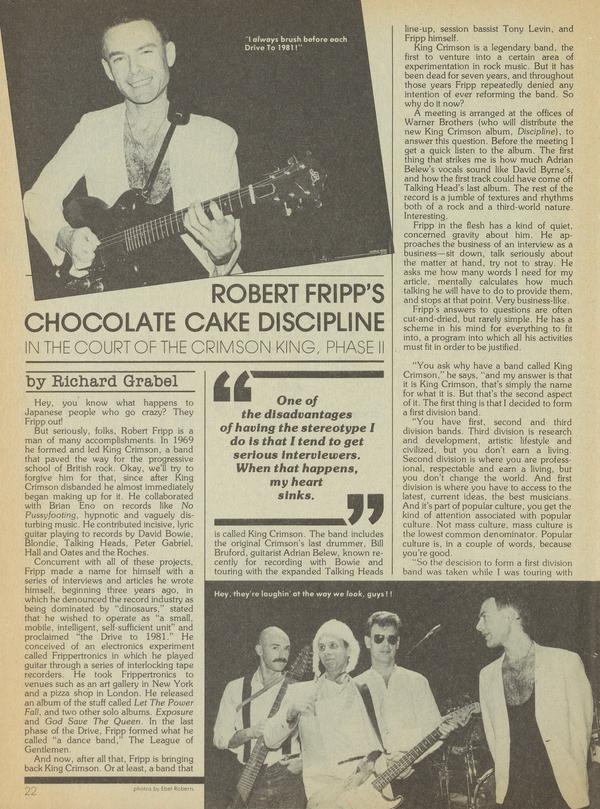 "I always brush before each
Drive To 1981!"
ROBERT FRIPP'S
CHOCOLATE CAKE DISCIPLINE
IN THE COURT OF THE CRIMSON KING, PHASE II
by Richard Grabel
Hey, you know what happens to
Japanese people who go crazy? They
Fripp out!
But seriously, folks, Robert Fripp is a
man of many accomplishments. In 1969
he formed and led King Crimson, a band
that paved the way for the progressive
school of British rock. Okay, we'll try to
forgive him for that, since after King
Crimson disbanded he almost immediately
began making up for it. He collaborated
with Brian Eno on records like No
Pussyfooting, hypnotic and vaguely dis-
turbing music. He contributed incisive, lyric
guitar playing to records by David Bowie,
Blondie, Talking Heads, Peter Gabriel,
Hall and Oates and the Roches.
Concurrent with all of these projects,
Fripp made a name for himself with a
series of interviews and articles he wrote
himself, beginning three years ago, in
which he denounced the record industry as
being dominated by "dinosaurs," stated
that he wished to operate as "a small,
mobile, intelligent, self-sufficient unit" and
proclaimed "the Drive to 1981." He
conceived of an electronics experiment
called Frippertronics in which he played
guitar through a series of interlocking tape
recorders. He took Frippertronics to
venues such as an art gallery in New York
and a pizza shop in London. He released
an album of the stuff called Let The Power
Fall, and two other solo albums. Exposure
and God Save The Queen. In the last
phase of the Drive, Fripp formed what he
called "a dance band," The League of
Gentlemen.
And now, after all that, Fripp is bringing
back King Crimson. Or at least, a band that
“ One of
the disadvantages
of having the stereotype I
do is that I tend to get
serious interviewers.
When that happens,
my heart
sinks. ”
is called King Crimson. The band includes
the original Crimson's last drummer, Bill
Bruford, guitarist Adrian Belew, known re-
cently for recording with Bowie and
touring with the expanded Talking Heads
line-up, session bassist Tony Levin, and
Fripp himself.
King Crimson is a legendary band, the
first to venture into a certain area of
experimentation in rock music. But it has
been dead for seven years, and throughout
those years Fripp repeatedly denied any
intention of ever reforming the band. So
why do it now?
A meeting is arranged at the offices of
Warner Brothers (who will distribute the
new King Crimson album, Discipline), to
answer this question. Before the meeting I
get a quick listen to the album. The first
thing that strikes me is how much Adrian
Belew's vocals sound like David Byrne's,
and how the first track could have come off
Talking Head's last album. The rest of the
record is a jumble of textures and rhythms
both of a rock and a third-world nature.
Interesting.
Fripp in the flesh has a kind of quiet,
concerned gravity about him. He ap-
proaches the business of an interview as a
business—sit down, talk seriously about
the matter at hand, try not to stray. He
asks me how many words I need for my
article, mentally calculates how much
talking he will have to do to provide them,
and stops at that point. Very business-like.
Fripp's answers to questions are often
cut-and-dried, but rarely simple. He has a
scheme in his mind for everything to fit
into, a program into which all his activities
must fit in order to be justified.
"You ask why have a band called King
Crimson," he says, "and my answer is that
it is King Crimson, that's simply the name
for what it is. But that's the second aspect
of it. The first thing is that I decided to form
a first division band.
"You have first, second and third
division bands. Third division is research
and development, artistic lifestyle and
civilized, but you don't earn a living.
Second division is where you are profess-
ional, respectable and earn a living, but
you don't change the world. And first
division is where you have to access to the
latest, current ideas, the best musicians.
And it's part of popular culture, you get the
kind of attention associated with popular
culture. Not mass culture, mass culture is
the lowest common denominator. Popular
culture is, in a couple of words, because
you're good.
"So the descision to form a first division
band was taken while I was touring with
Hey, they're laughin' at the way we look, guys!!
22
photos by Ebet Roberts